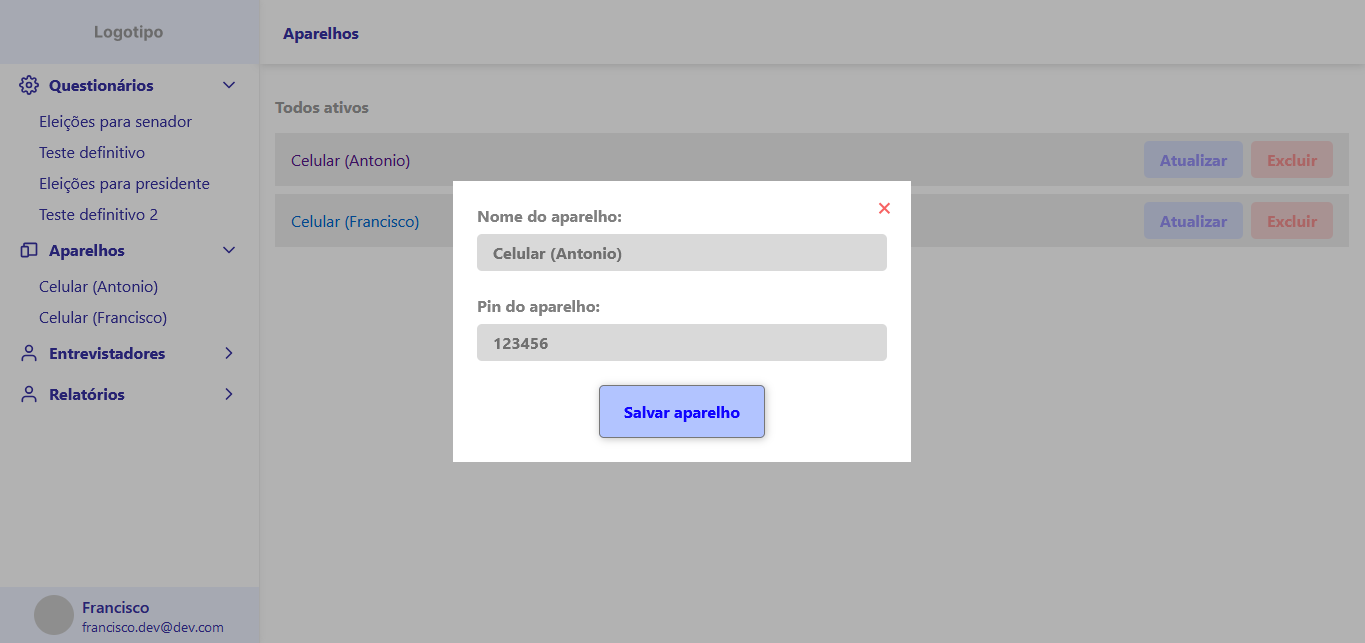 Logotipo
Aparelhos
Questionários
Eleições para senador
Teste definitivo
Eleições para presidente
Teste definitivo 2
Aparelhos
Celular (Antonio)
Celular (Francisco)
Entrevistadores
Relatórios
Francisco
francisco.dev@dev.com
Todos ativos
Celular (Antonio) Atualizar Excluir
Celular (Francisco) Atualizar Excluir
Nome do aparelho:
Celular (Antonio)
Pin do aparelho:
123456
Salvar aparelho